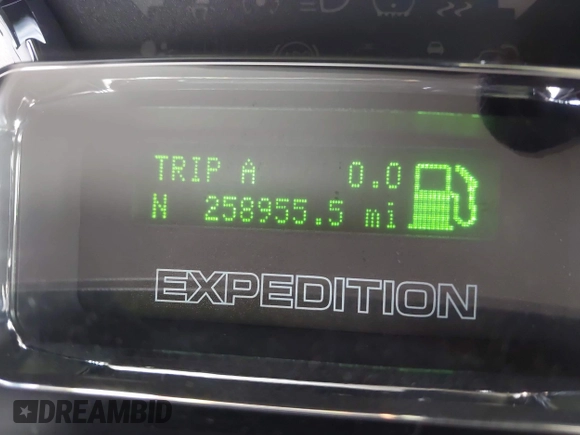 TRIP A 0.0
N 258955.5 mi
EXPEDITION
DREAMBID